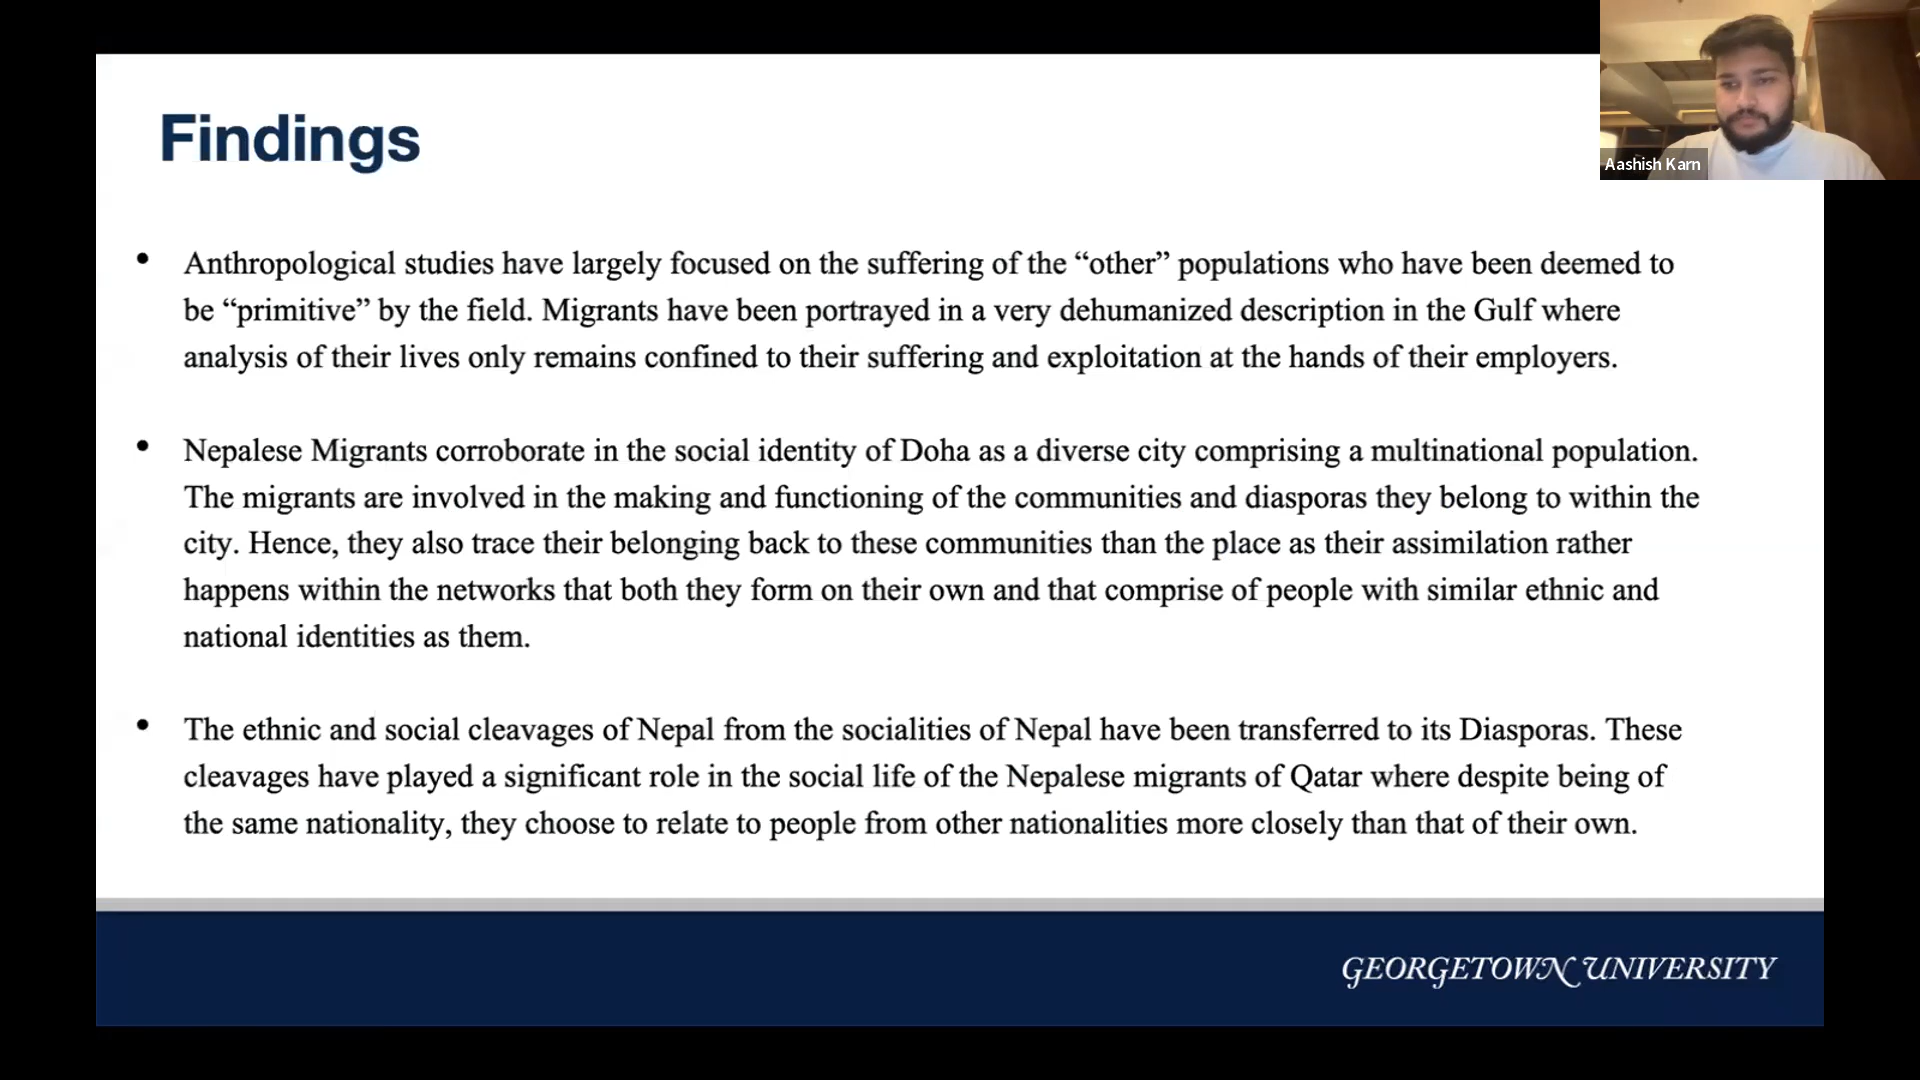 Findings
Aashish Karn
• Anthropological studies have largely focused on the suffering of the “other” populations who have been deemed to
be “primitive” by the field. Migrants have been portrayed in a very dehumanized description in the Gulf where
analysis of their lives only remains confined to their suffering and exploitation at the hands of their employers.
• Nepalese Migrants corroborate in the social identity of Doha as a diverse city comprising a multinational population.
The migrants are involved in the making and functioning of the communities and diasporas they belong to within the
city. Hence, they also trace their belonging back to these communities than the place as their assimilation rather
happens within the networks that both they form on their own and that comprise of people with similar ethnic and
national identities as them.
• The ethnic and social cleavages of Nepal from the socialities of Nepal have been transferred to its Diasporas. These
cleavages have played a significant role in the social life of the Nepalese migrants of Qatar where despite being of
the same nationality, they choose to relate to people from other nationalities more closely than that of their own.
GEORGETOWN UNIVERSITY